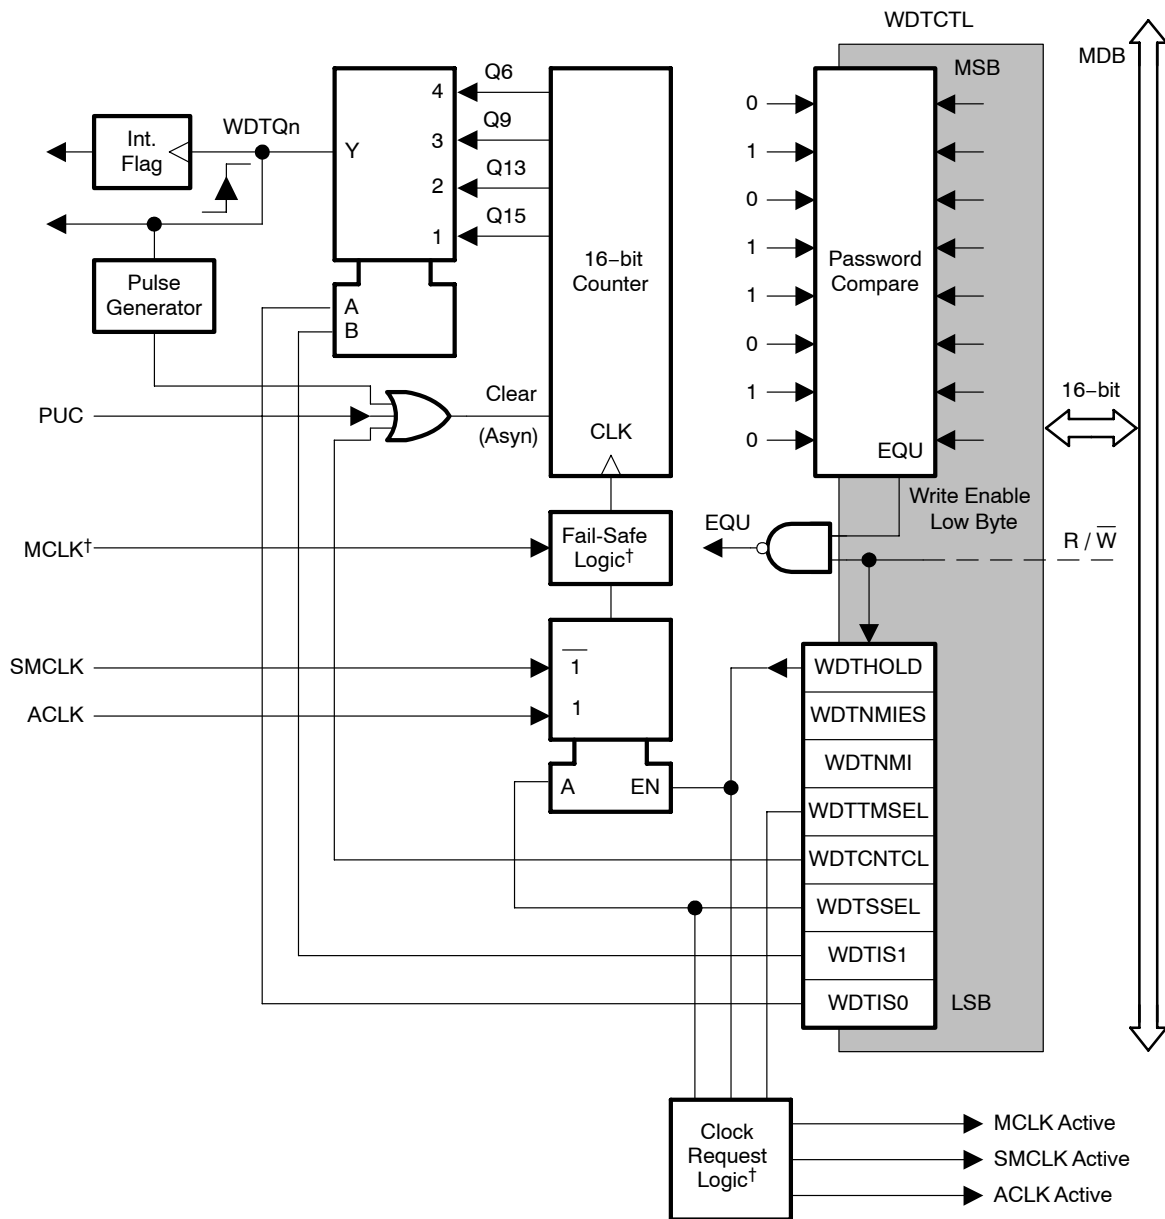 WDTCTL
MDB
MSB
Int.
Flag
WDTQn
Y
4
3
2
1
Q6
Q9
Q13
Q15
16−bit
Counter
0
1
0
1
1
0
1
0
Password
Compare
EQU
Pulse
Generator
A
B
PUC
Clear
(Asyn)
CLK
16−bit
Write Enable
Low Byte
EQU
R / W
MCLK†
Fail-Safe
Logic†
SMCLK
ACLK
1
1
A
EN
WDTHOLD
WDTNMIES
WDTNMI
WDTTMSEL
WDTCNTCL
WDTSSEL
WDTIS1
WDTIS0
LSB
Clock
Request
Logic†
MCLK Active
SMCLK Active
ACLK Active